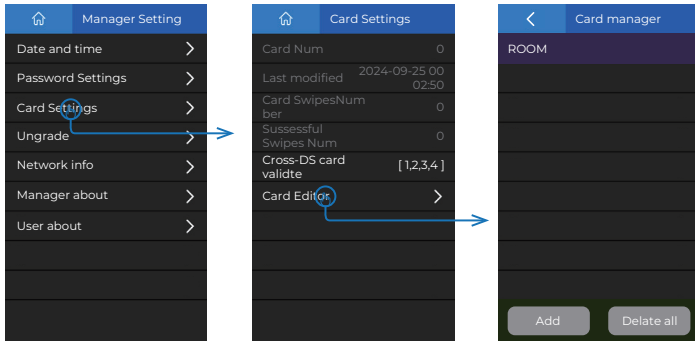 Manager Setting
Date and time
Password Settings
Card Settings
Ungrade
Network info
Manager about
User about
Card Settings
Card Num 0
Last modified 2024-09-25 00
02:50
Card SwipesNum
ber 0
Sussessful
Swipes Num 0
Cross-DS card
validte [ 1,2,3,4 ]
Card Editor
Card manager
ROOM
Add Delate all